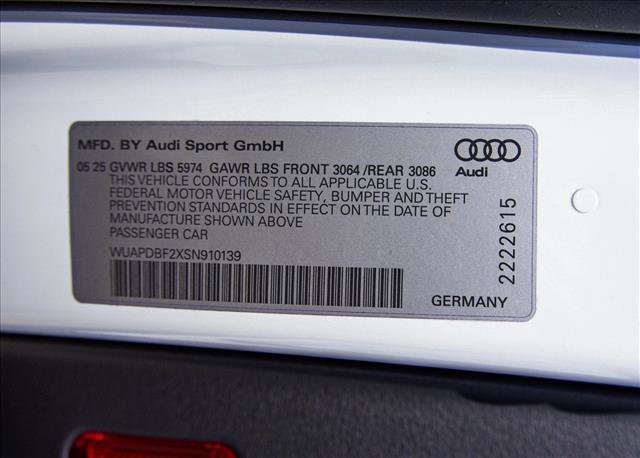 MFD. BY Audi Sport GmbH
05 25 GVWR LBS 5974 GAWR LBS FRONT 3064 /REAR 3086
THIS VEHICLE CONFORMS TO ALL APPLICABLE U.S.
FEDERAL MOTOR VEHICLE SAFETY, BUMPER AND THEFT
PREVENTION STANDARDS IN EFFECT ON THE DATE OF
MANUFACTURE SHOWN ABOVE
PASSENGER CAR
WUAPDBF2XSN910139
Audi
2222615
GERMANY